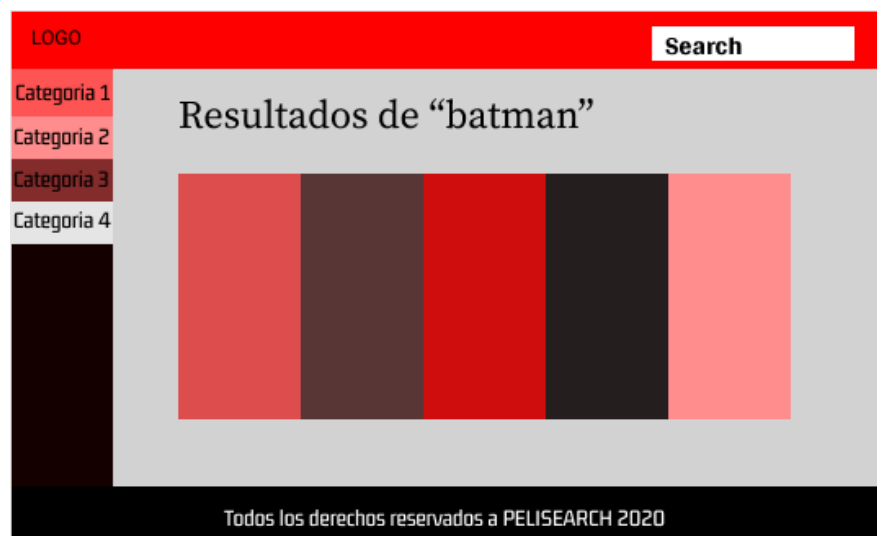 LOGO
Search
Categoria 1
Categoria 2
Categoria 3
Categoria 4
Resultados de “batman”
Todos los derechos reservados a PELISEARCH 2020